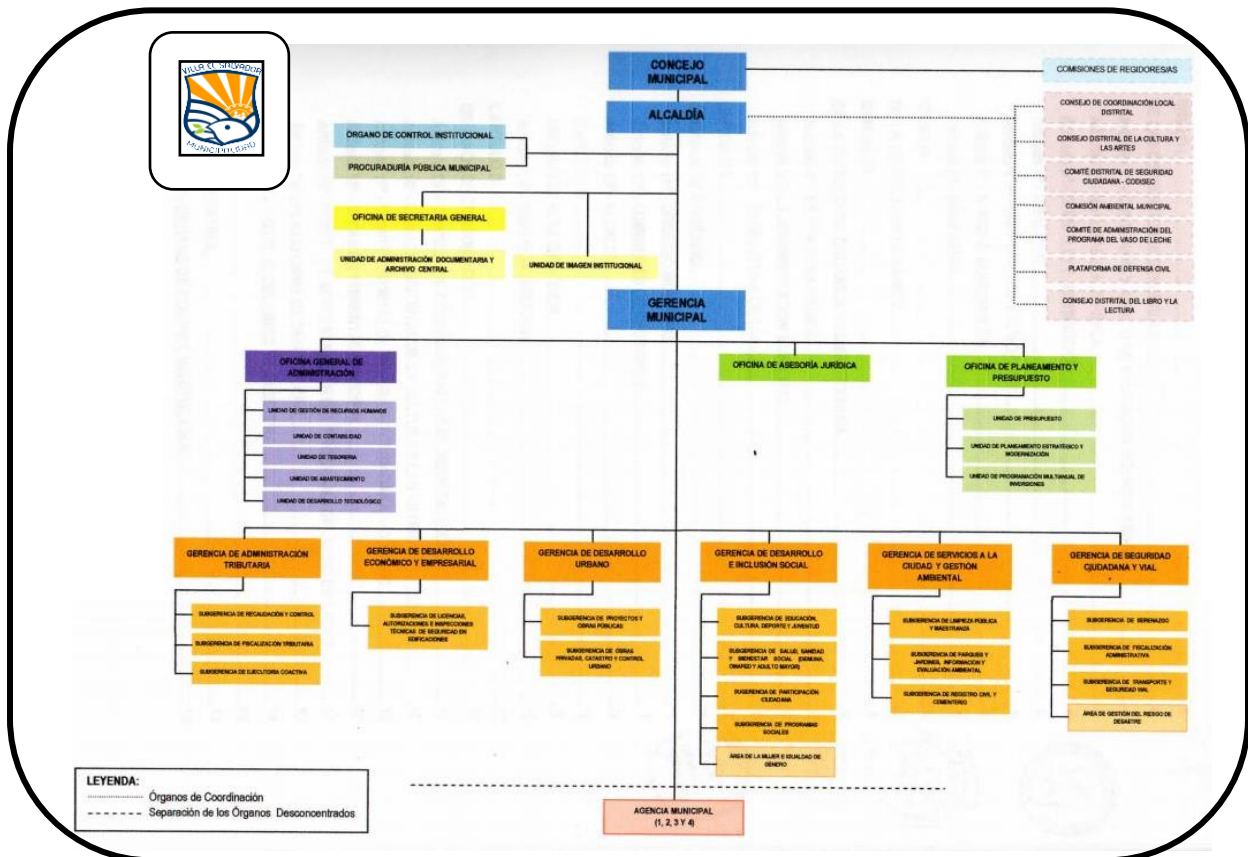 VILLA EL SALVADOR
MUNICIPALIDAD
CONCEJO
MUNICIPAL
COMISIONES DE REGIDORES/AS
ALCALDÍA
CONSEJO DE COORDINACIÓN LOCAL
DISTRITAL
CONSEJO DISTRITAL DE LA CULTURA Y
LAS ARTES
COMITÉ DISTRITAL DE SEGURIDAD
CIUDADANA - CODISEC
COMISIÓN AMBIENTAL MUNICIPAL
COMITÉ DE ADMINISTRACIÓN DEL
PROGRAMA DEL VASO DE LECHE
PLATAFORMA DE DEFENSA CIVIL
CONSEJO DISTRITAL DEL LIBRO Y LA
LECTURA
ÓRGANO DE CONTROL INSTITUCIONAL
PROCURADURÍA PÚBLICA MUNICIPAL
OFICINA DE SECRETARIA GENERAL
UNIDAD DE ADMINISTRACIÓN DOCUMENTARIA Y
ARCHIVO CENTRAL
UNIDAD DE IMAGEN INSTITUCIONAL
GERENCIA
MUNICIPAL
OFICINA GENERAL DE
ADMINISTRACIÓN
UNIDAD DE GESTIÓN DE RECURSOS HUMANOS
UNIDAD DE CONTABILIDAD
UNIDAD DE TESORERIA
UNIDAD DE ABASTECIMIENTO
UNIDAD DE DESARROLLO TECNOLÓGICO
OFICINA DE ASESORÍA JURÍDICA
OFICINA DE PLANEAMIENTO Y
PRESUPUESTO
UNIDAD DE PRESUPUESTO
UNIDAD DE PLANEAMIENTO ESTRATÉGICO Y
MODERNIZACIÓN
UNIDAD DE PROGRAMACIÓN MULTIANUAL DE
INVERSIONES
GERENCIA DE ADMINISTRACIÓN
TRIBUTARIA
SUBGERENCIA DE RECAUDACIÓN Y CONTROL
SUBGERENCIA DE FISCALIZACIÓN TRIBUTARIA
SUBGERENCIA DE EJECUTORIA COACTIVA
GERENCIA DE DESARROLLO
ECONÓMICO Y EMPRESARIAL
SUBGERENCIA DE LICENCIAS,
AUTORIZACIONES E INSPECCIONES
TÉCNICAS DE SEGURIDAD EN
EDIFICACIONES
GERENCIA DE DESARROLLO
URBANO
SUBGERENCIA DE PROYECTOS Y
OBRAS PÚBLICAS
SUBGERENCIA DE OBRAS
PRIVADAS, CATASTRO Y CONTROL
URBANO
GERENCIA DE DESARROLLO
E INCLUSIÓN SOCIAL
SUBGERENCIA DE EDUCACIÓN,
CULTURA, DEPORTE Y JUVENTUD
SUBGERENCIA DE SALUD, SANIDAD
Y BIENESTAR SOCIAL (DEMUNA,
OMAPED Y ADULTO MAYOR)
SUGERENCIA DE PARTICIPACIÓN
CIUDADANA
SUBGERENCIA DE PROGRAMAS
SOCIALES
ÁREA DE LA MUJER E IGUALDAD DE
GÉNERO
GERENCIA DE SERVICIOS A LA
CIUDAD Y GESTIÓN
AMBIENTAL
SUBGERENCIA DE LIMPIEZA PÚBLICA
Y MAESTRANZA
SUBGERENCIA DE PARQUES Y
JARDINES, INFORMACIÓN Y
EVALUACIÓN AMBIENTAL
SUBGERENCIA DE REGISTRO CIVIL Y
CEMENTERIO
GERENCIA DE SEGURIDAD
CIUDADANA Y VIAL
SUBGERENCIA DE SERENAZGO
SUBGERENCIA DE FISCALIZACIÓN
ADMINISTRATIVA
SUBGERENCIA DE TRANSPORTE Y
SEGURIDAD VIAL
ÁREA DE GESTIÓN DEL RIESGO DE
DESASTRE
LEYENDA:
Órganos de Coordinación
Separación de los Órganos Desconcentrados
AGENCIA MUNICIPAL
(1, 2, 3 Y 4)